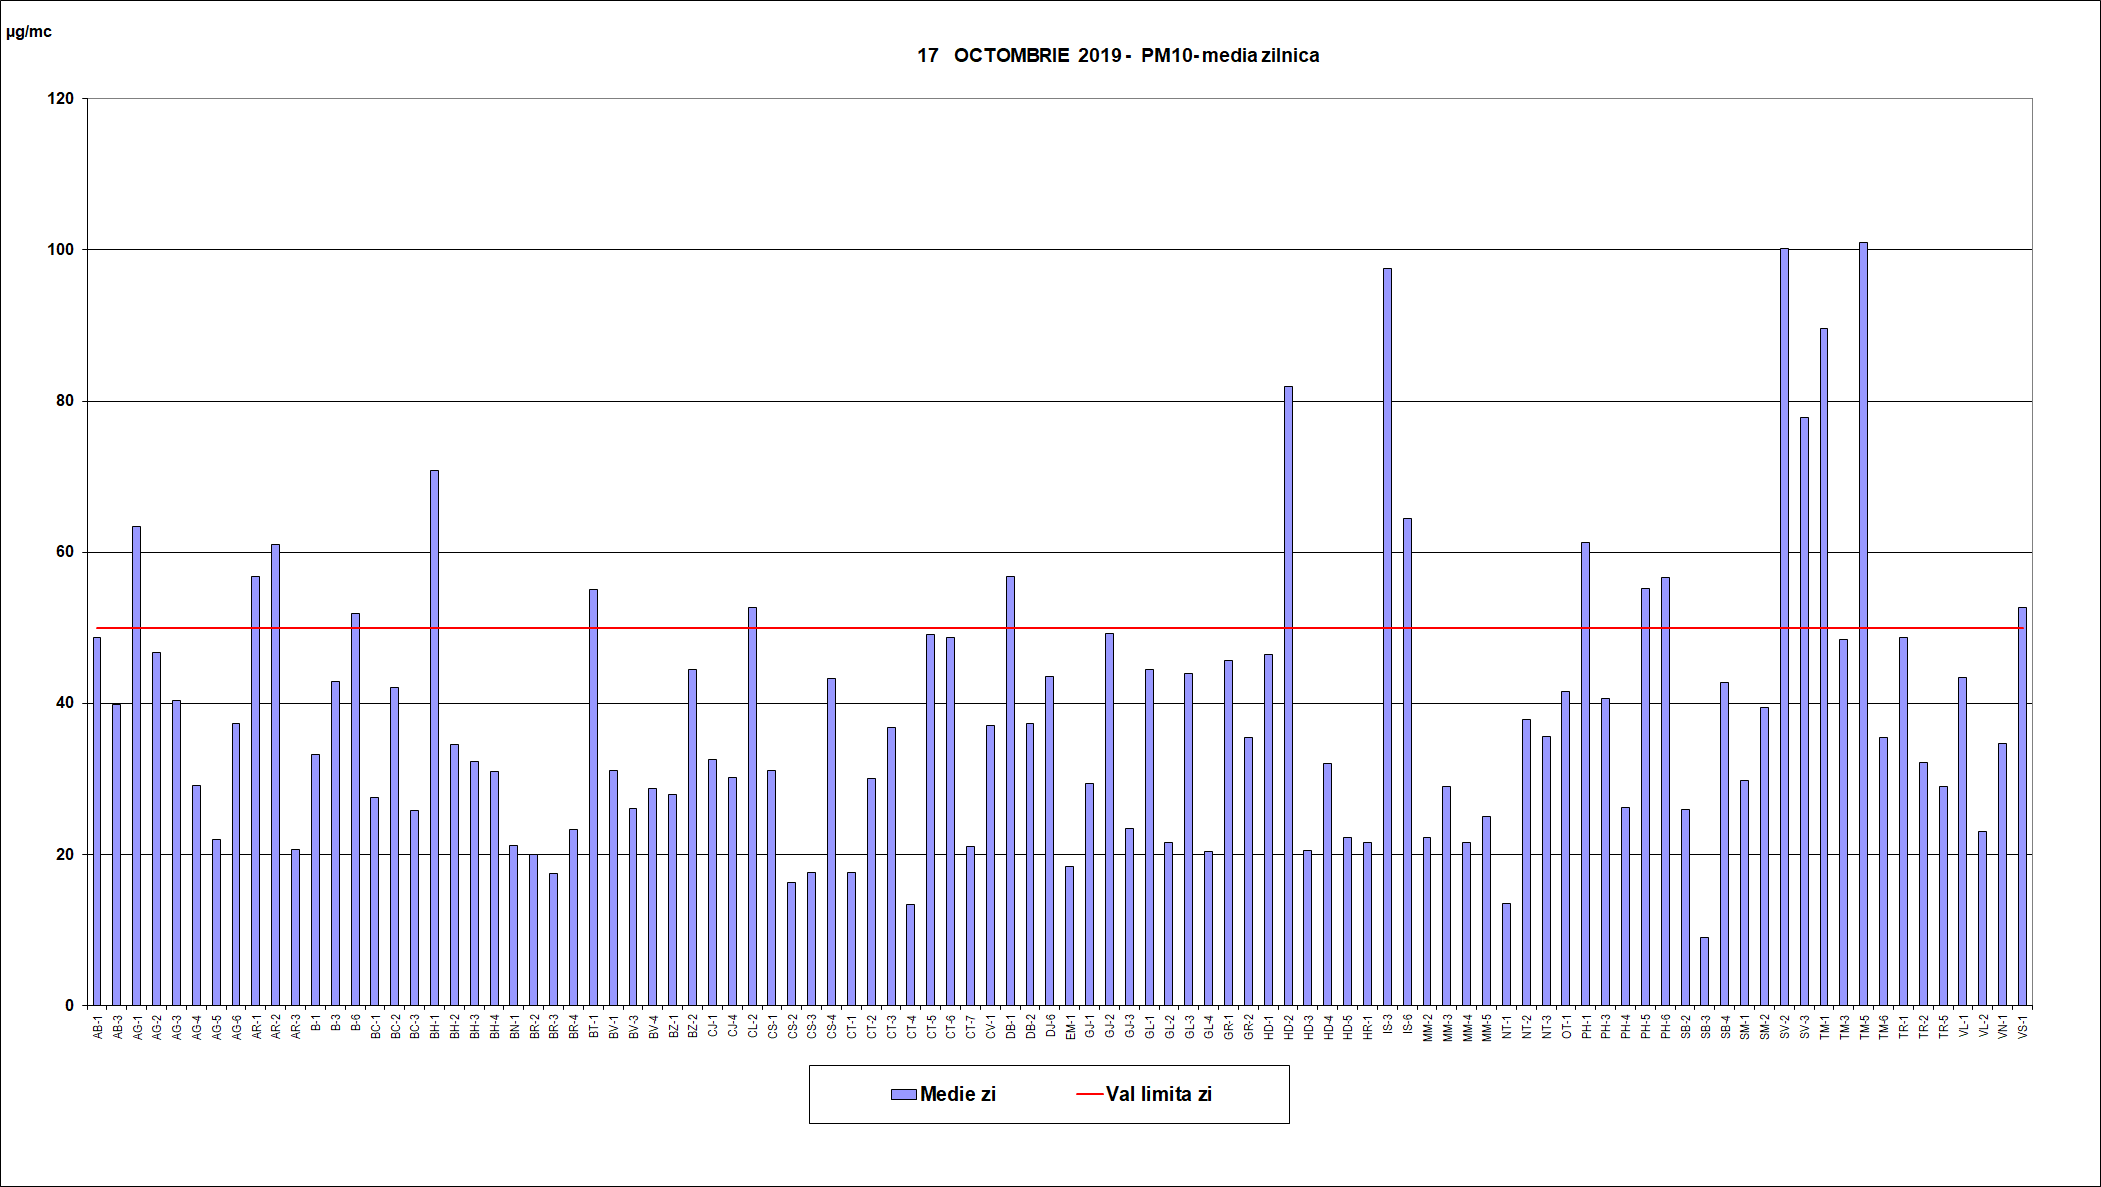 µg/mc
17 OCTOMBRIE 2019 - PM10- media zilnica
120
100
80
60
40
20
0
AB-1 AB-3 AG-1 AG-2 AG-3 AG-4 AG-5 AG-6 AR-1 AR-2 AR-3 B-1 B-3 B-6 BC-1 BC-2 BC-3 BH-1 BH-2 BH-3 BH-4 BN-1 BR-2 BR-3 BR-4 BT-1 BV-1 BV-3 BV-4 BZ-1 BZ-2 CJ-1 CJ-4 CL-2 CS-1 CS-2 CS-3 CS-4 CT-1 CT-2 CT-3 CT-4 CT-5 CT-6 CT-7 CV-1 DB-1 DB-2 DJ-6 EM-1 GJ-1 GJ-2 GJ-3 GL-1 GL-2 GL-3 GL-4 GR-1 GR-2 HD-1 HD-2 HD-3 HD-4 HD-5 HR-1 IS-3 IS-6 MM-2 MM-3 MM-4 MM-5 NT-1 NT-2 NT-3 OT-1 PH-1 PH-3 PH-4 PH-5 PH-6 SB-2 SB-3 SB-4 SM-1 SM-2 SV-2 SV-3 TM-1 TM-3 TM-5 TM-6 TR-1 TR-2 TR-5 VL-1 VL-2 VN-1 VS-1
Medie zi Val limita zi